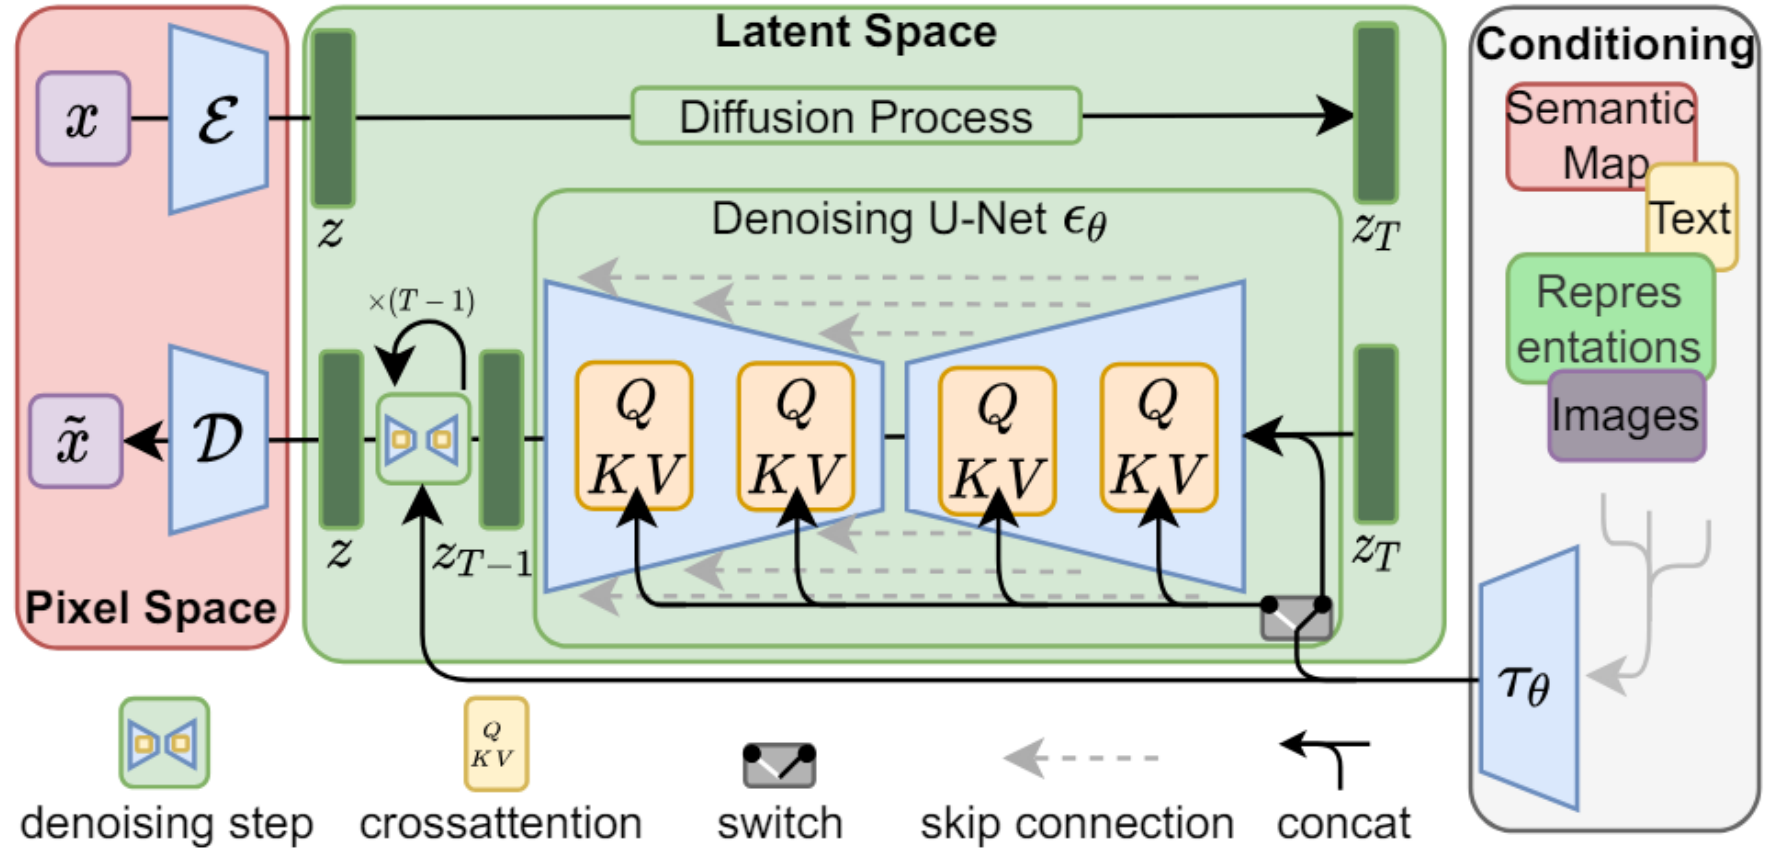 Latent Space
Conditioning
x
ℰ
Diffusion Process
Semantic
Map
z
Denoising U-Net ϵ_θ
z_T
Text
×(T − 1)
Repres
entations
Q
K V
Q
K V
Q
K V
Q
K V
Images
x̃
𝒟
z
z_{T−1}
z_T
Pixel Space
τ_θ
Q
K V
denoising step
crossattention
switch
skip connection
concat